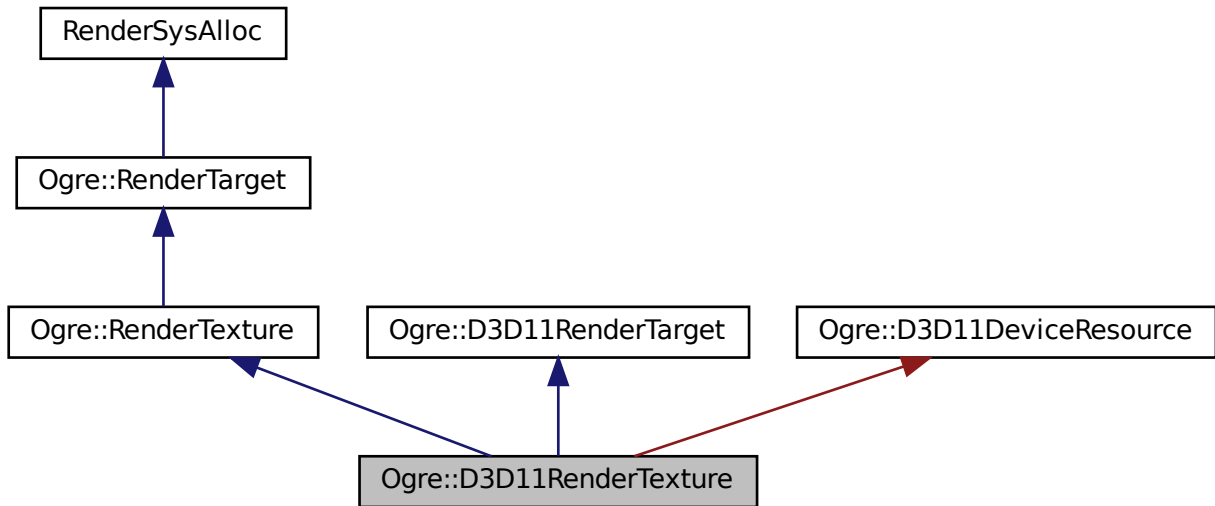 RenderSysAlloc
Ogre::RenderTarget
Ogre::RenderTexture
Ogre::D3D11RenderTarget
Ogre::D3D11DeviceResource
Ogre::D3D11RenderTexture